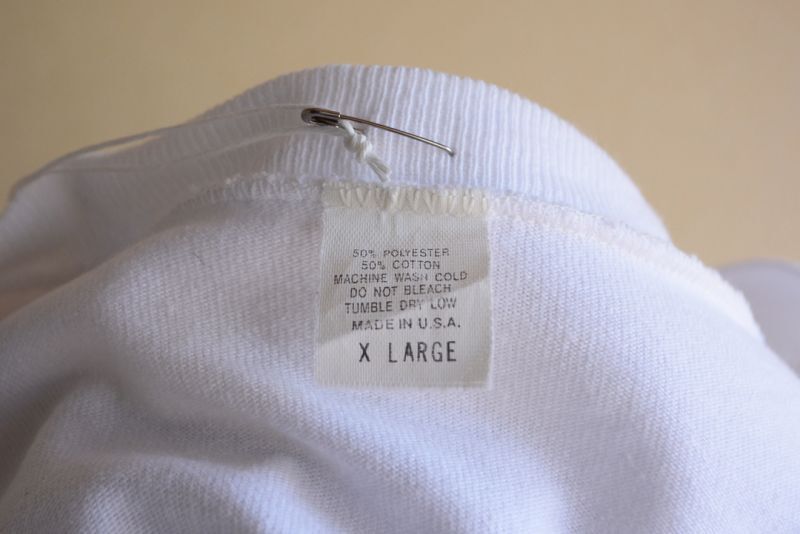 50% POLYESTER
50% COTTON
MACHINE WASH COLD
DO NOT BLEACH
TUMBLE DRY LOW
MADE IN U.S.A.
X LARGE